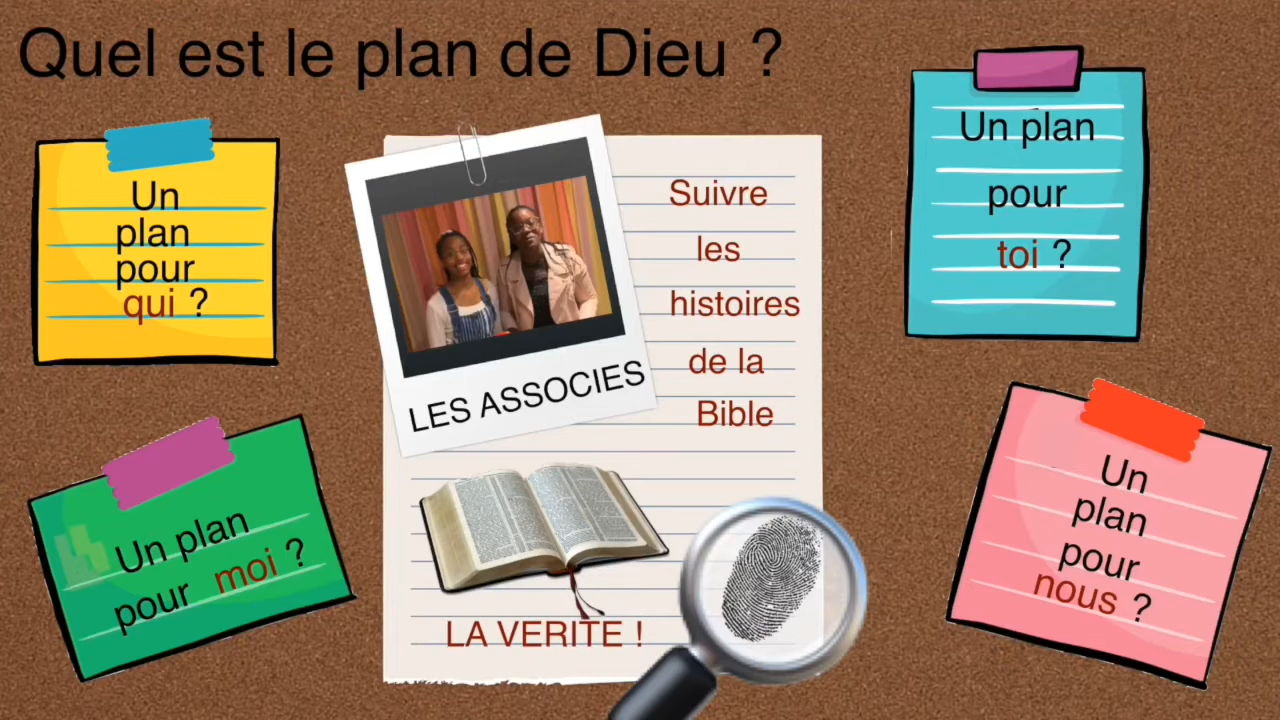 Quel est le plan de Dieu ?
Un
plan
pour
qui ?
Un plan
pour moi ?
LES ASSOCIES
Suivre
les
histoires
de la
Bible
LA VERITE !
Un plan
pour
toi ?
Un
plan
pour
nous ?